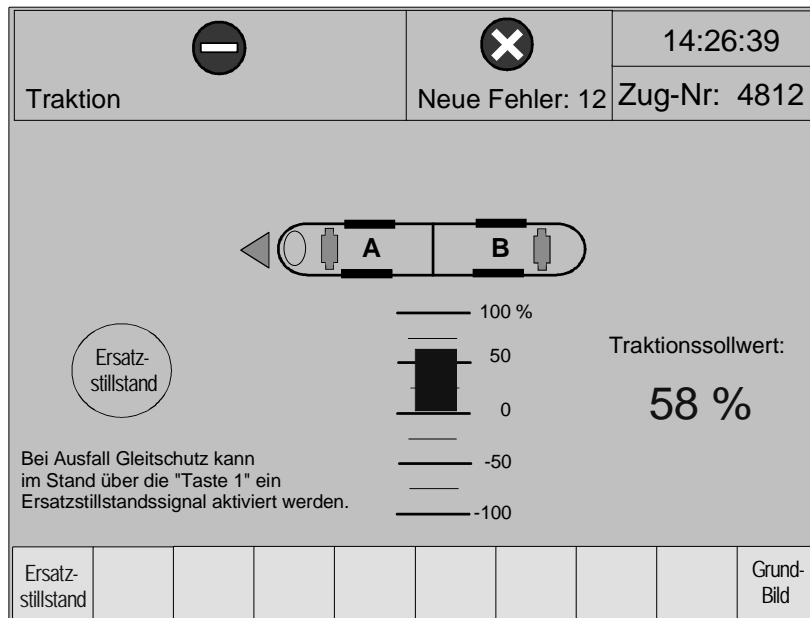 Traktion
Neue Fehler: 12
14:26:39
Zug-Nr: 4812
A
B
100 %
50
0
-50
-100
Ersatz-
stillstand
Traktionssollwert:
58 %
Bei Ausfall Gleitschutz kann
im Stand über die "Taste 1" ein
Ersatzstillstandssignal aktiviert werden.
Ersatz-
stillstand
Grund-
Bild